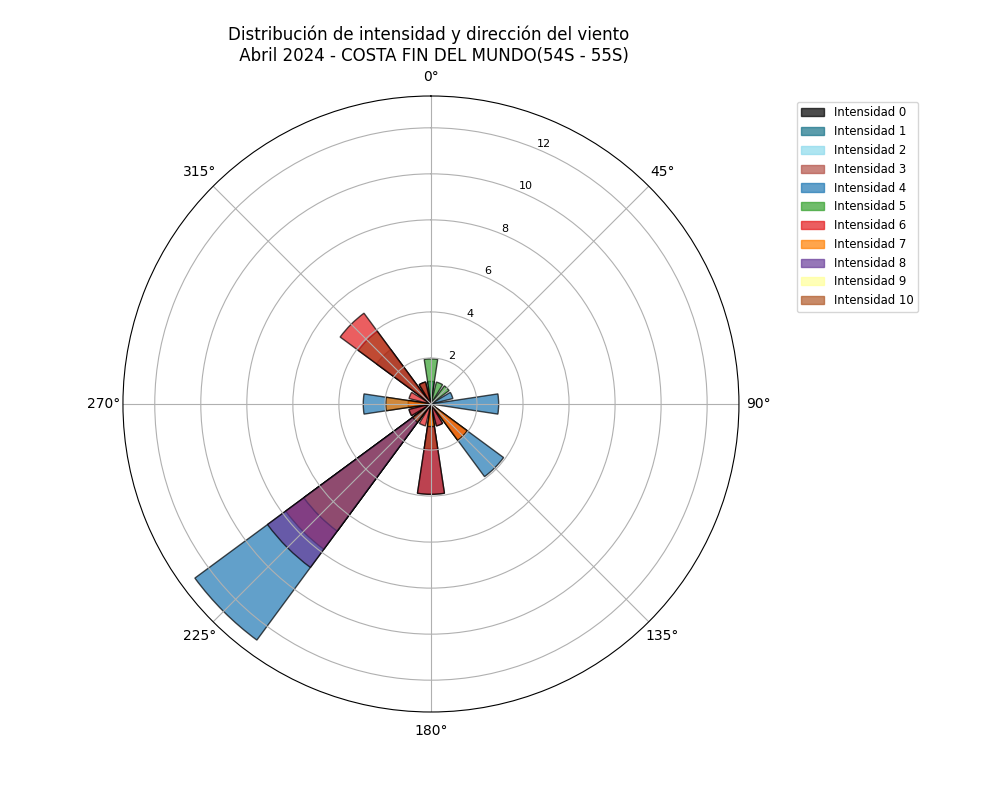 Distribución de intensidad y dirección del viento
Abril 2024 - COSTA FIN DEL MUNDO(54S - 55S)
0°
45°
90°
135°
180°
225°
270°
315°
2
4
6
8
10
12
Intensidad 0
Intensidad 1
Intensidad 2
Intensidad 3
Intensidad 4
Intensidad 5
Intensidad 6
Intensidad 7
Intensidad 8
Intensidad 9
Intensidad 10